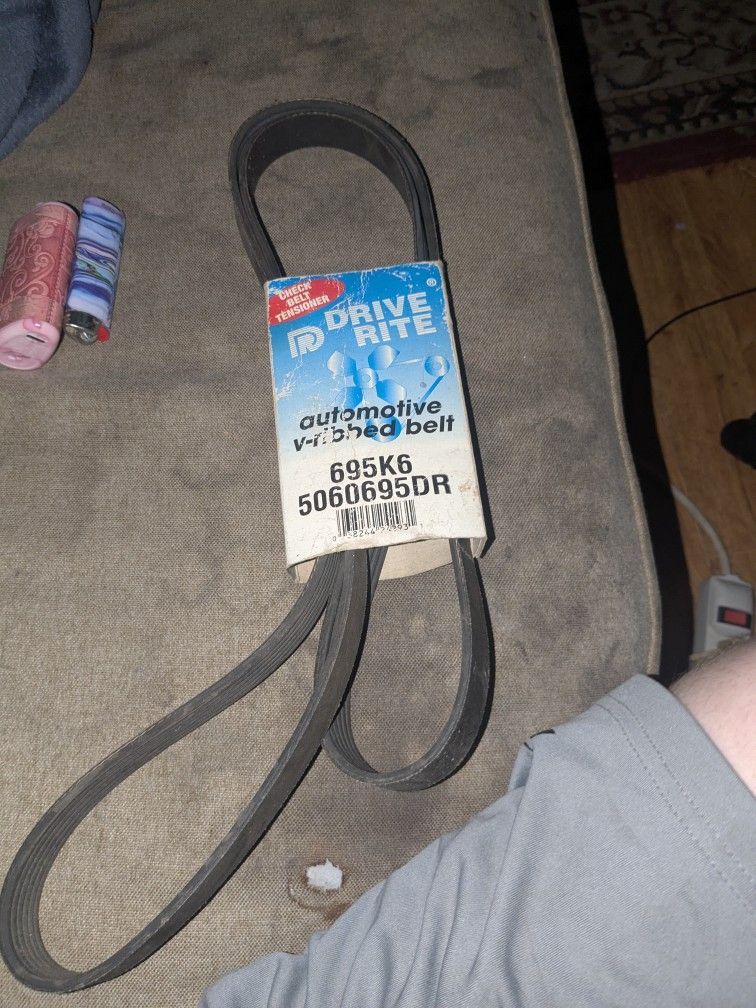 CHECK
BELT
TENSIONER
®
DRIVE
RITE
automotive
v-ribbed belt
695K6
5060695DR